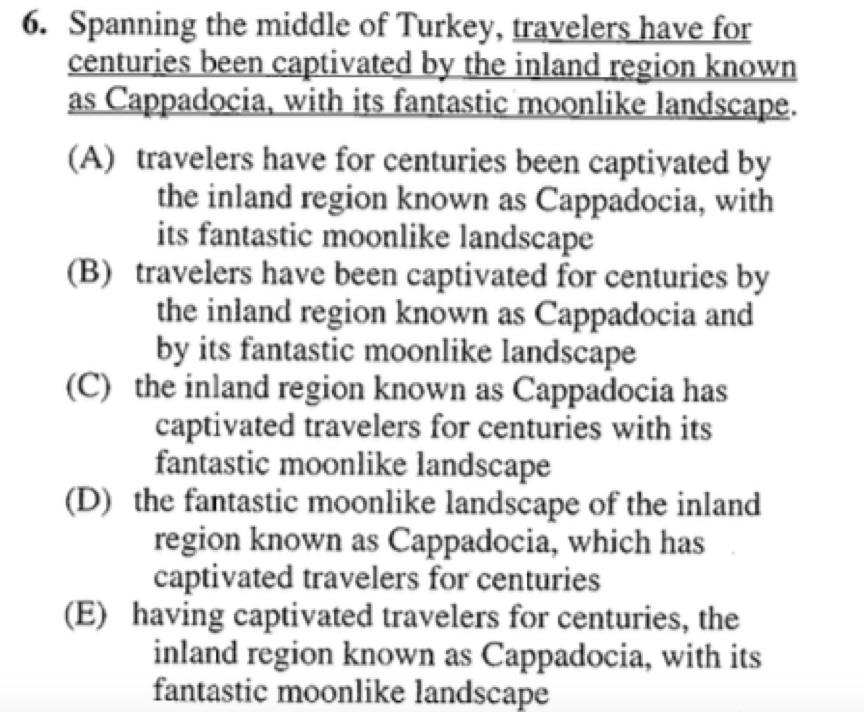 6. Spanning the middle of Turkey, travelers have for
centuries been captivated by the inland region known
as Cappadocia, with its fantastic moonlike landscape.
(A) travelers have for centuries been captivated by
the inland region known as Cappadocia, with
its fantastic moonlike landscape
(B) travelers have been captivated for centuries by
the inland region known as Cappadocia and
by its fantastic moonlike landscape
(C) the inland region known as Cappadocia has
captivated travelers for centuries with its
fantastic moonlike landscape
(D) the fantastic moonlike landscape of the inland
region known as Cappadocia, which has
captivated travelers for centuries
(E) having captivated travelers for centuries, the
inland region known as Cappadocia, with its
fantastic moonlike landscape